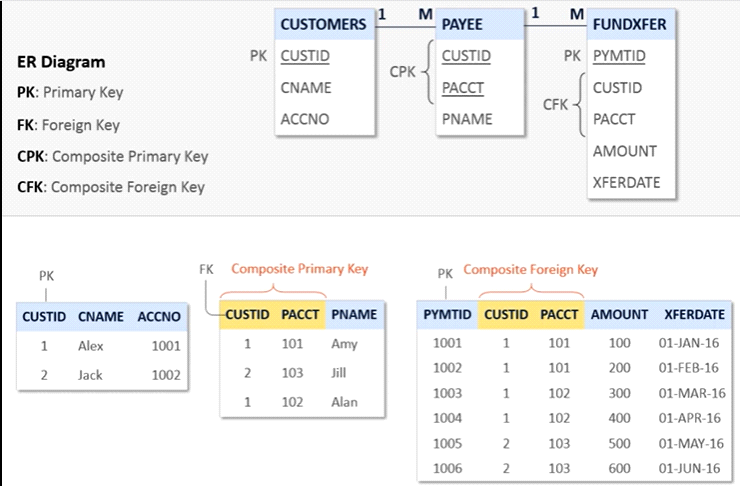 CUSTOMERS 1 M PAYEE 1 M FUNDXFER
PK CUSTID CUSTID PK PYMTID
ER Diagram
CPK
PK: Primary Key
CNAME PACCT CUSTID
CFK
FK: Foreign Key
ACCNO PNAME PACCT
CPK: Composite Primary Key
AMOUNT
CFK: Composite Foreign Key
XFERDATE
PK
FK Composite Primary Key
PK Composite Foreign Key
CUSTID CNAME ACCNO
1 Alex 1001
2 Jack 1002
CUSTID PACCT PNAME
1 101 Amy
2 103 Jill
1 102 Alan
PYMTID CUSTID PACCT AMOUNT XFERDATE
1001 1 101 100 01-JAN-16
1002 1 101 200 01-FEB-16
1003 1 102 300 01-MAR-16
1004 1 102 400 01-APR-16
1005 2 103 500 01-MAY-16
1006 2 103 600 01-JUN-16